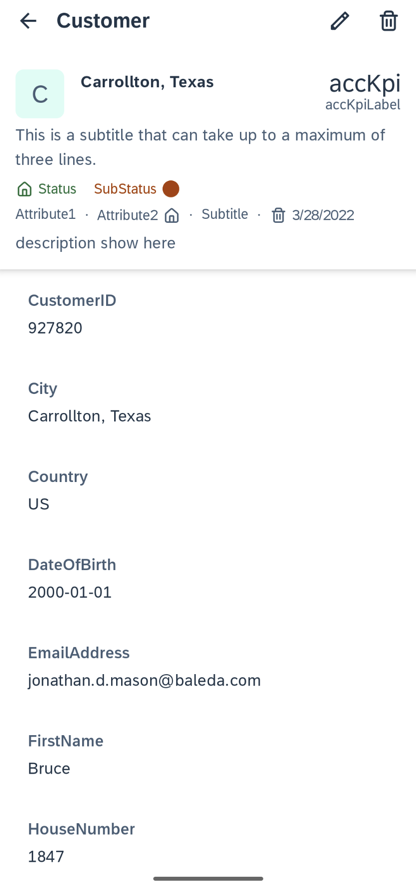 Customer
C
Carrollton, Texas
accKpi
accKpiLabel
This is a subtitle that can take up to a maximum of
three lines.
Status SubStatus
Attribute1 · Attribute2 · Subtitle · 3/28/2022
description show here
CustomerID
927820
City
Carrollton, Texas
Country
US
DateOfBirth
2000-01-01
EmailAddress
jonathan.d.mason@baleda.com
FirstName
Bruce
HouseNumber
1847